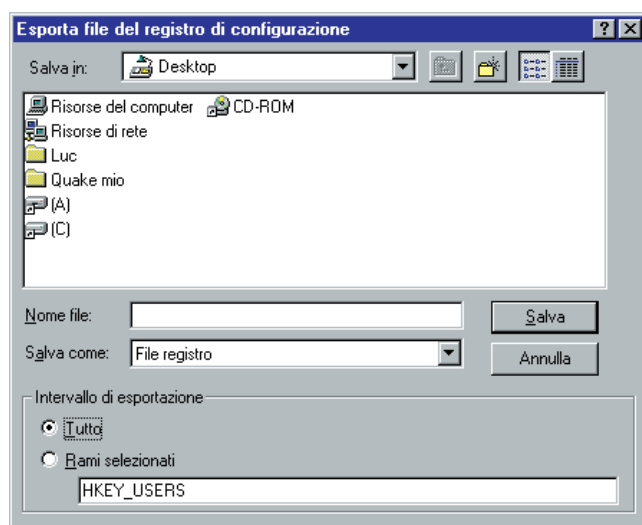 Esporta file del registro di configurazione
Salva in: Desktop
Risorse del computer CD-ROM
Risorse di rete
Luc
Quake mio
(A)
(C)
Nome file: Salva
Salva come: File registro Annulla
Intervallo di esportazione
Tutto
Rami selezionati
HKEY_USERS